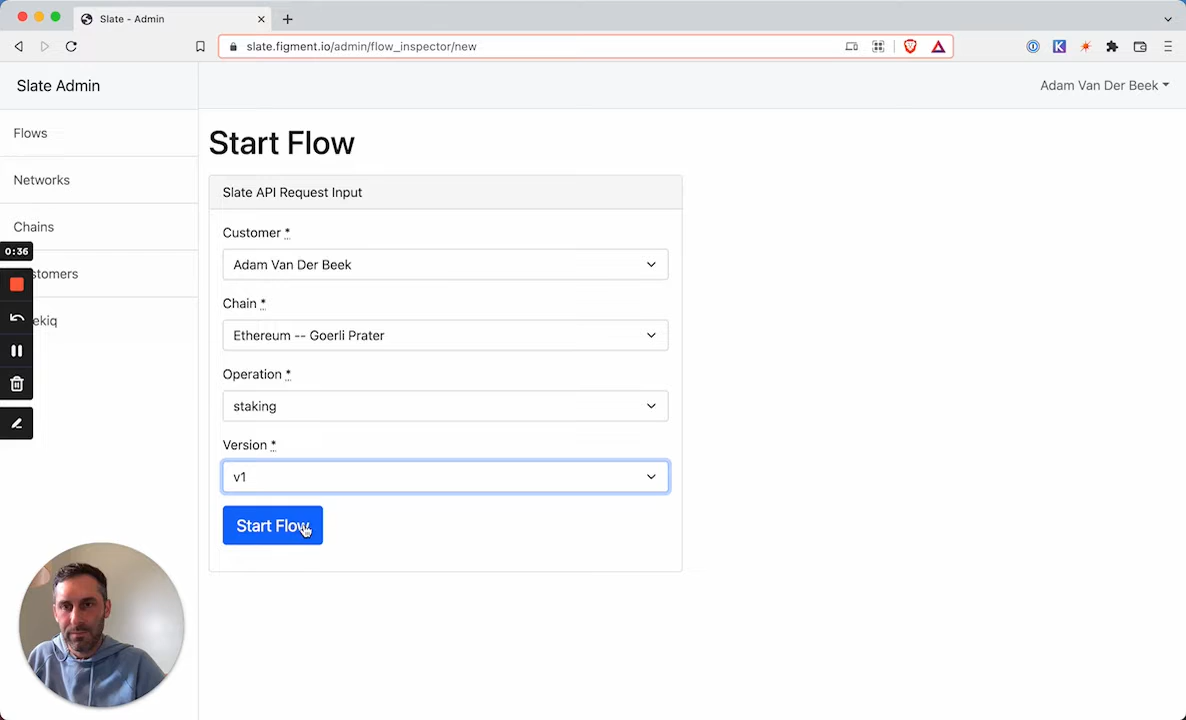 Slate - Admin
slate.figment.io/admin/flow_inspector/new
Slate Admin
Adam Van Der Beek
Flows
Networks
Chains
0:36
stomers
ekiq
Start Flow
Slate API Request Input
Customer *
Adam Van Der Beek
Chain *
Ethereum -- Goerli Prater
Operation *
staking
Version *
v1
Start Flow